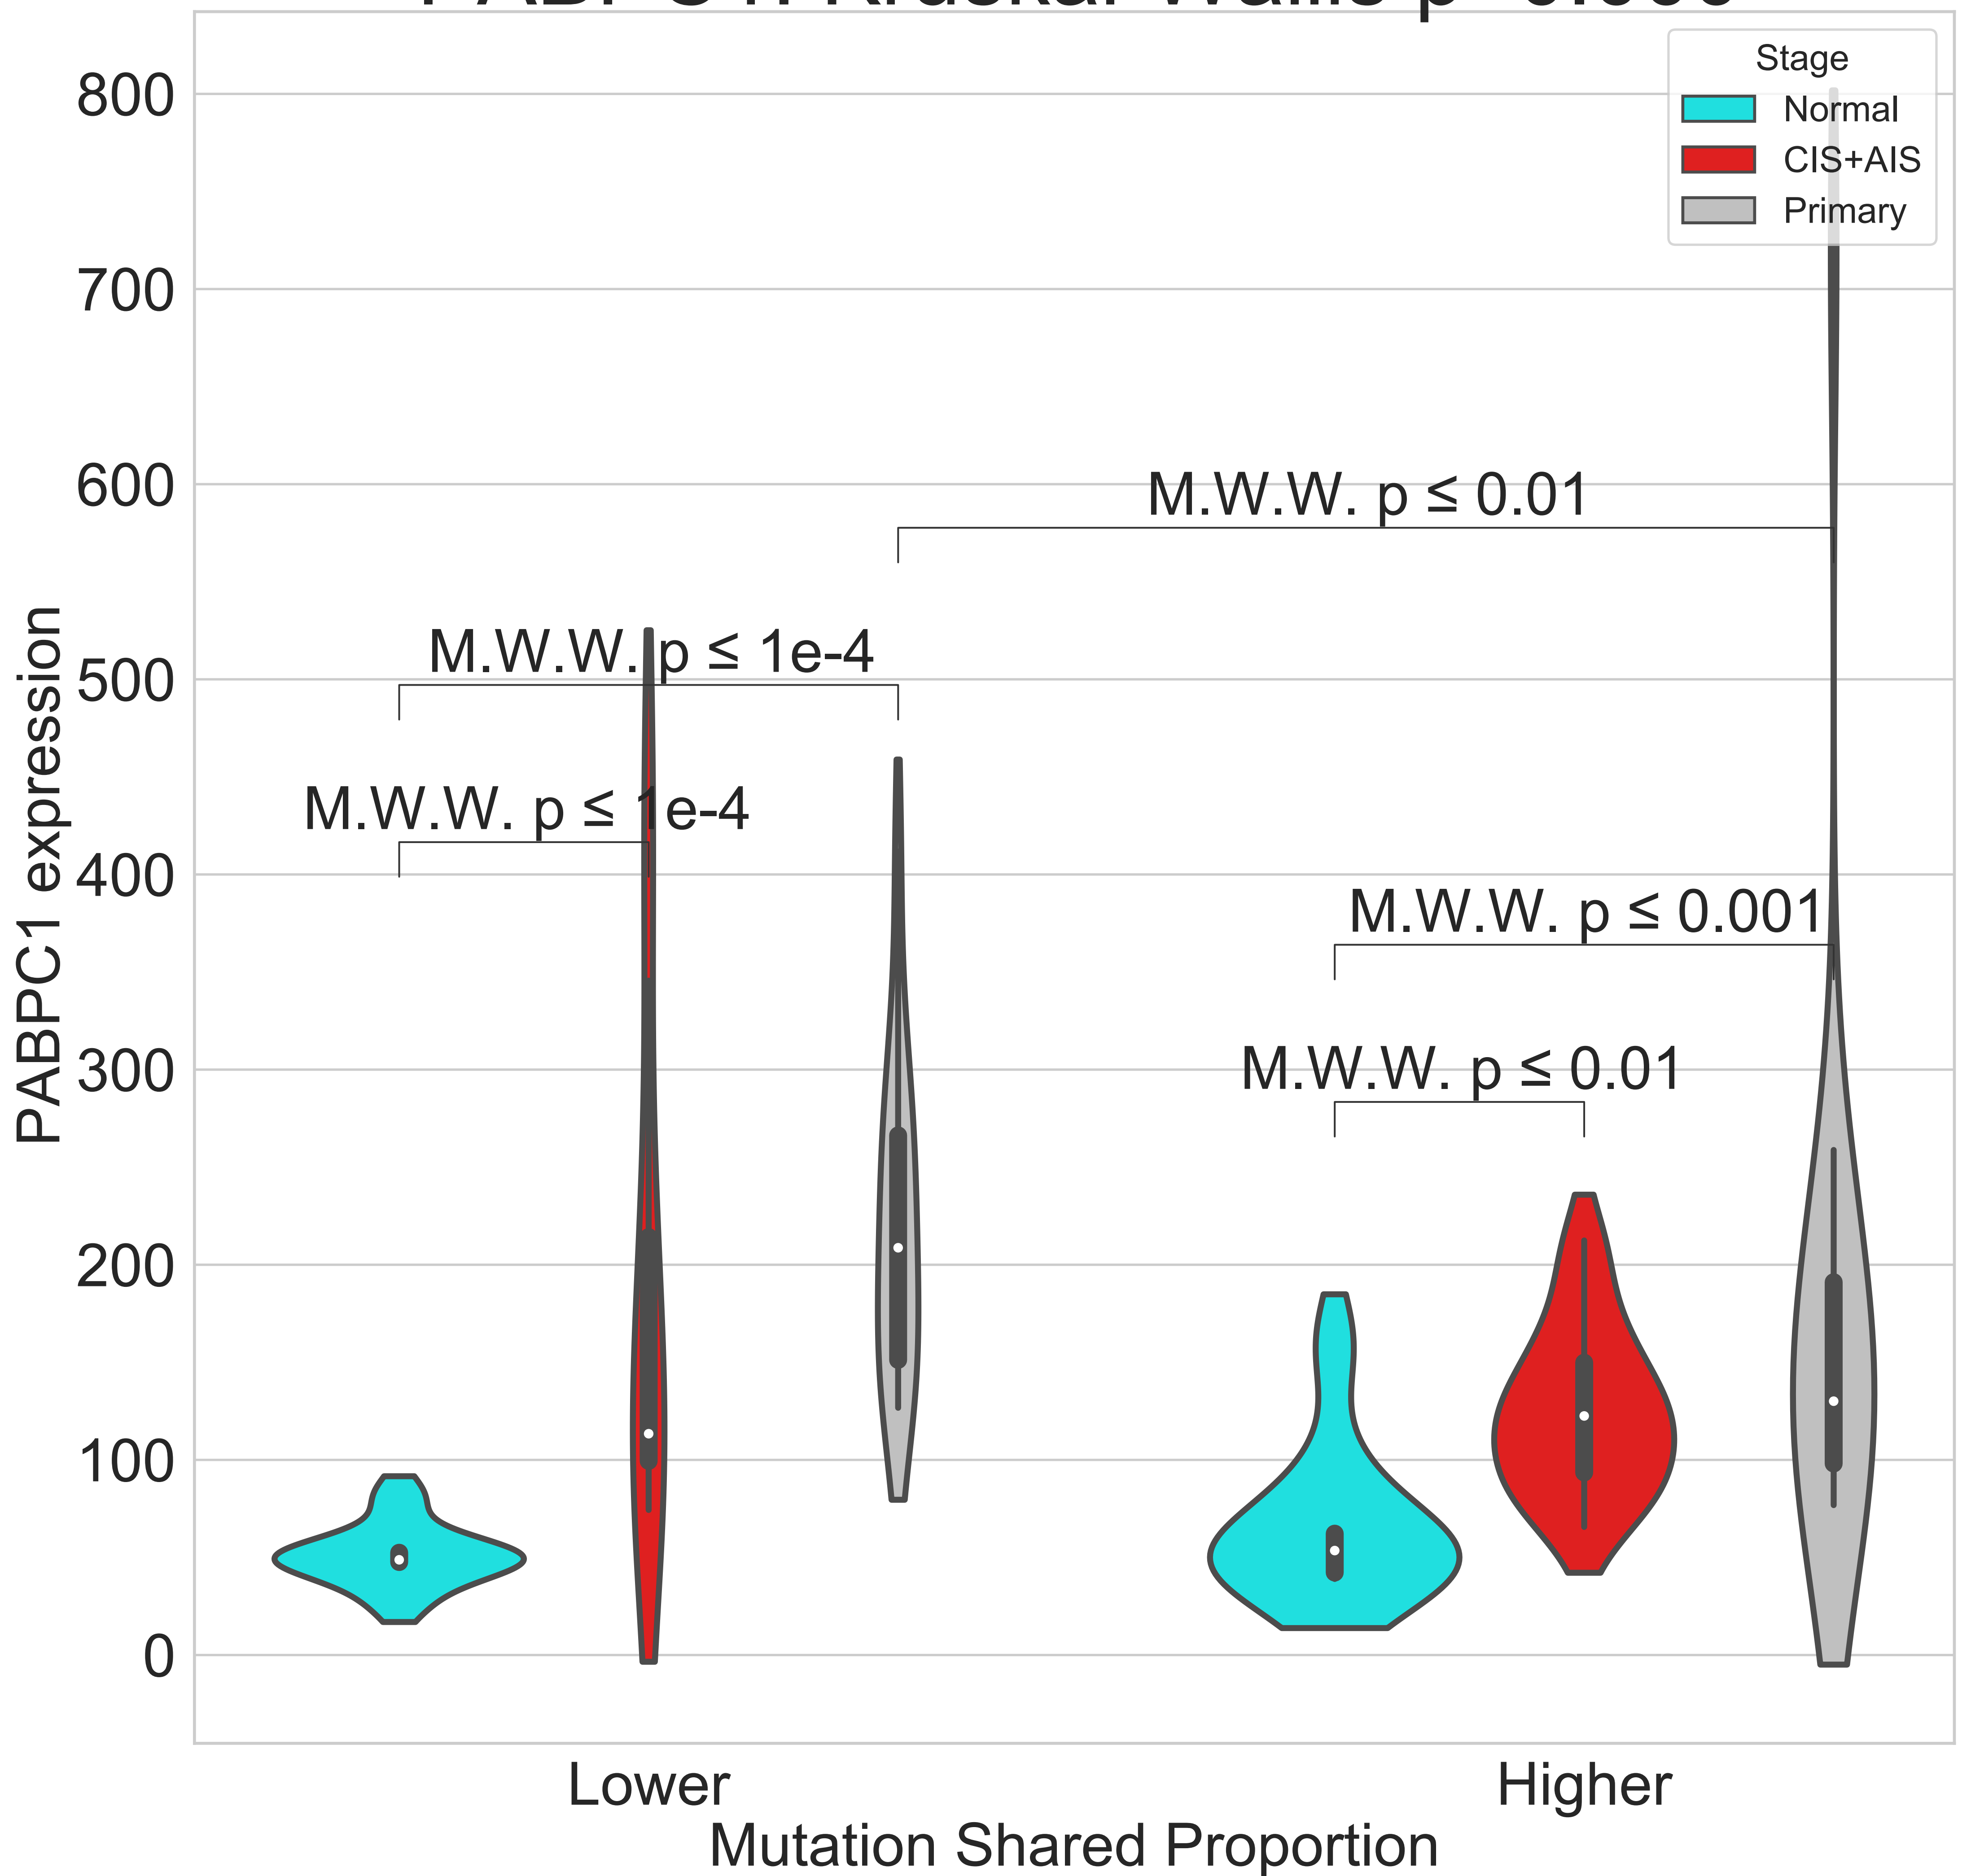 Stage
Normal
CIS+AIS
Primary
800
700
600
500
400
300
200
100
0
PABPC1 expression
M.W.W. p ≤ 0.01
M.W.W. p ≤ 1e-4
M.W.W. p ≤ 1e-4
M.W.W. p ≤ 0.001
M.W.W. p ≤ 0.01
Lower
Higher
Mutation Shared Proportion